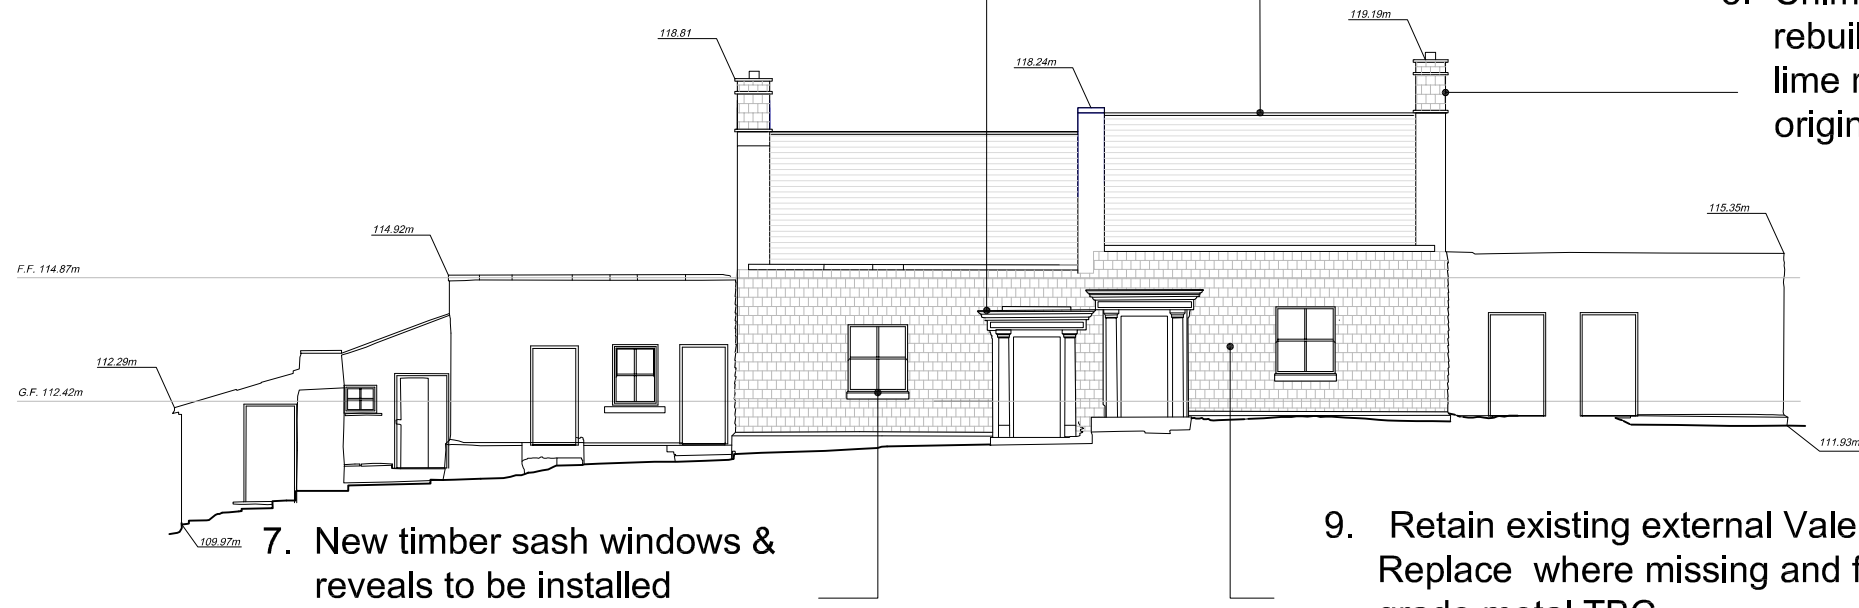 119.19m
118.81
118.24m
rebuil
lime r
origin
114.92m
115.35m
F.F. 114.87m
112.29m
G.F. 112.42m
111.93m
109.97m
7. New timber sash windows &
reveals to be installed
9. Retain existing external Vale
Replace where missing and f